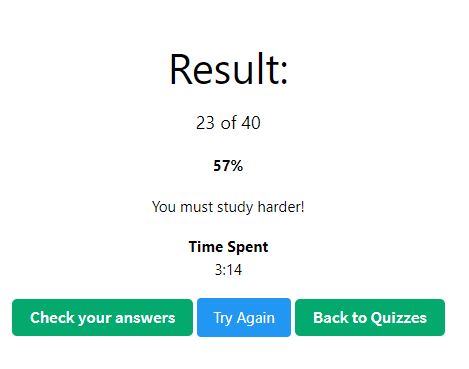 Result:
23 of 40
57%
You must study harder!
Time Spent
3:14
Check your answers Try Again Back to Quizzes